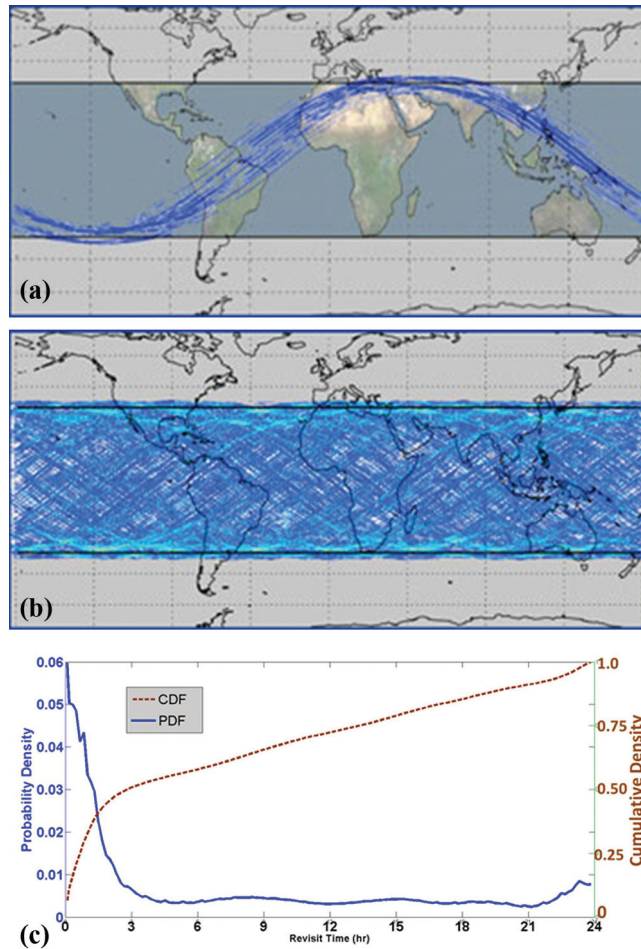 (a)
(b)
0.06
0.05
0.04
0.03
0.02
0.01
0
Probability Density
CDF
PDF
1.0
0.75
0.50
0.25
0
Cumulative Density
0 3 6 9 12 15 18 21 24
Revisit Time (hr)
(c)